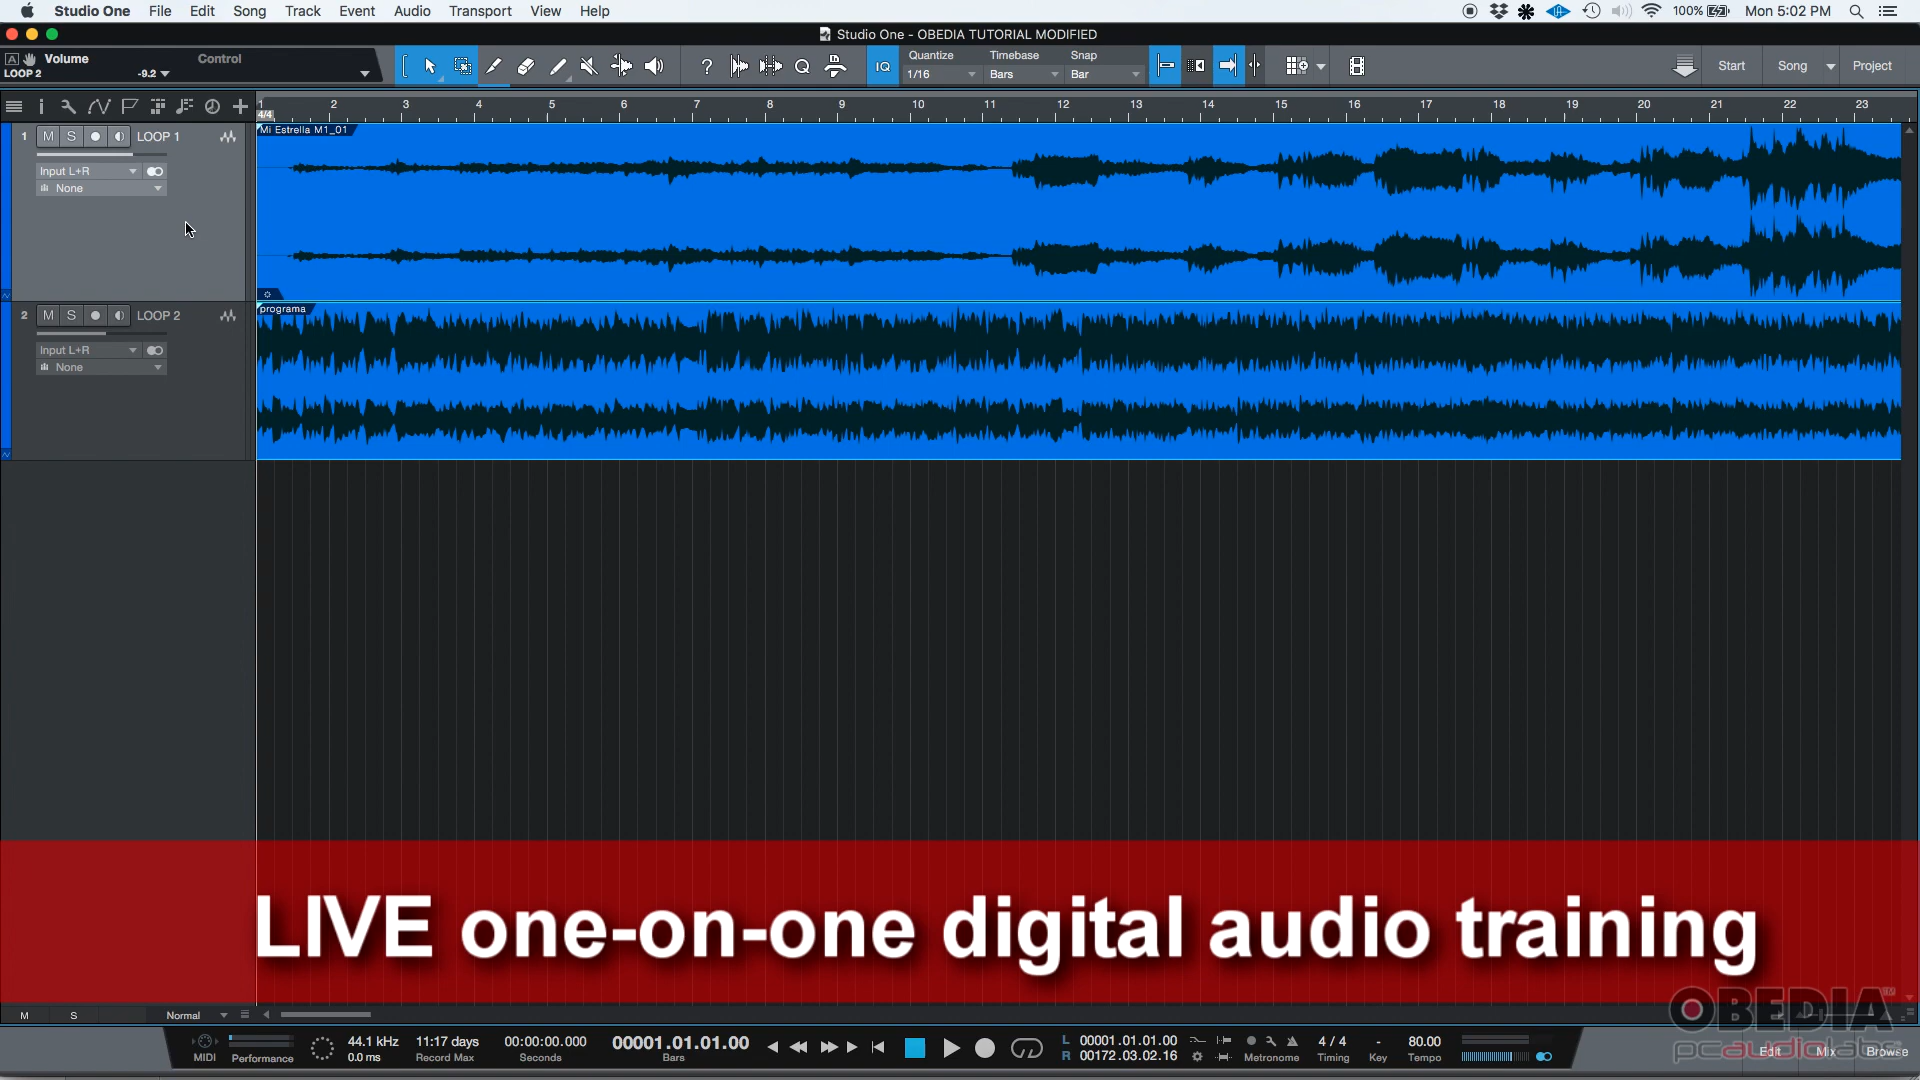 Studio One File Edit Song Track Event Audio Transport View Help 100% Mon 5:02 PM
Studio One - OBEDIA TUTORIAL MODIFIED
A Volume Control
LOOP 2 -9.2
? Q IQ
Quantize Timebase Snap
1/16 Bars Bar
Start Song Project
1 2 3 4 5 6 7 8 9 10 11 12 13 14 15 16 17 18 19 20 21 22 23
4/4
1 M S LOOP 1
Mi Estrella M1_01
Input L+R
None
2 M S LOOP 2
programa
Input L+R
None
LIVE one-on-one digital audio training
M S Normal
OBEDIA
pcaudiolabs
MIDI Performance
44.1 kHz 11:17 days 00:00:00.000 00001.01.01.00
0.0 ms Record Max Seconds Bars
L 00001.01.01.00
R 00172.03.02.16
Metronome
4 / 4 - 80.00
Timing Key Tempo
Edit Mix Browse